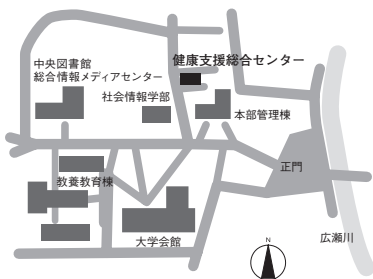 中央図書館
総合情報メディアセンター
健康支援総合センター
社会情報学部
本部管理棟
教養教育棟
正門
大学会館
広瀬川
N